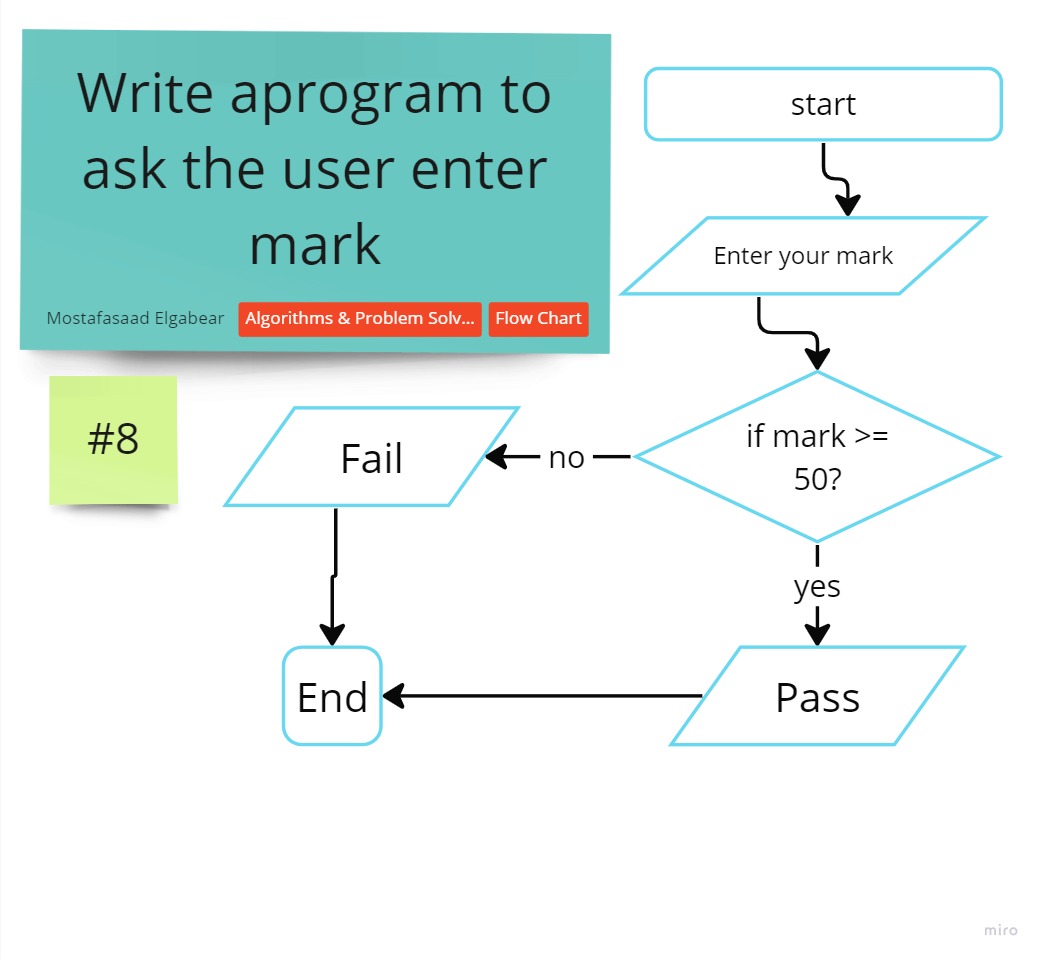 Write aprogram to
ask the user enter
mark
Mostafasaad Elgabear
Algorithms & Problem Solv...
Flow Chart
#8
start
Enter your mark
if mark >=
50?
no
Fail
yes
Pass
End
miro